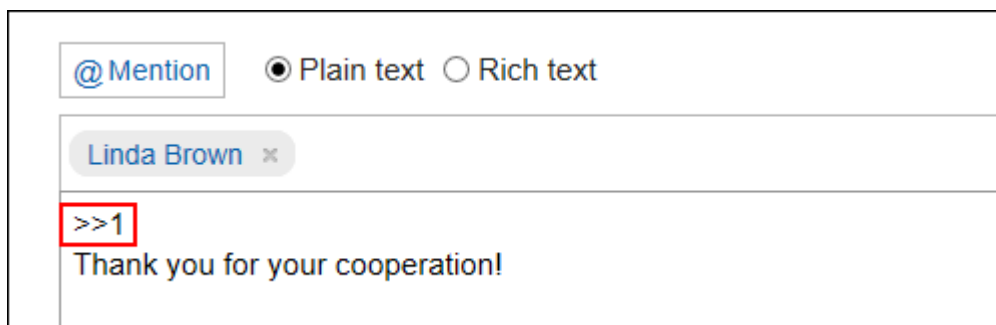 @Mention Plain text Rich text
Linda Brown ×
>>1
Thank you for your cooperation!